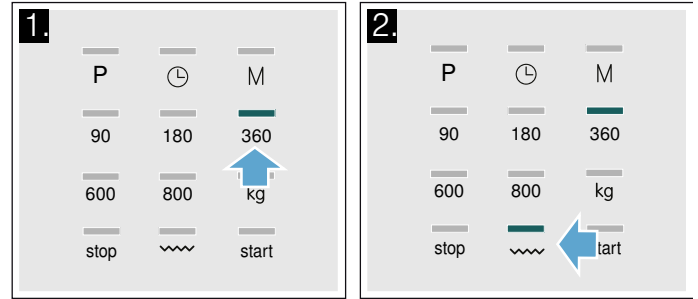 1.
P M
90 180 360
600 800 kg
stop start
2.
P M
90 180 360
600 800 kg
stop tart